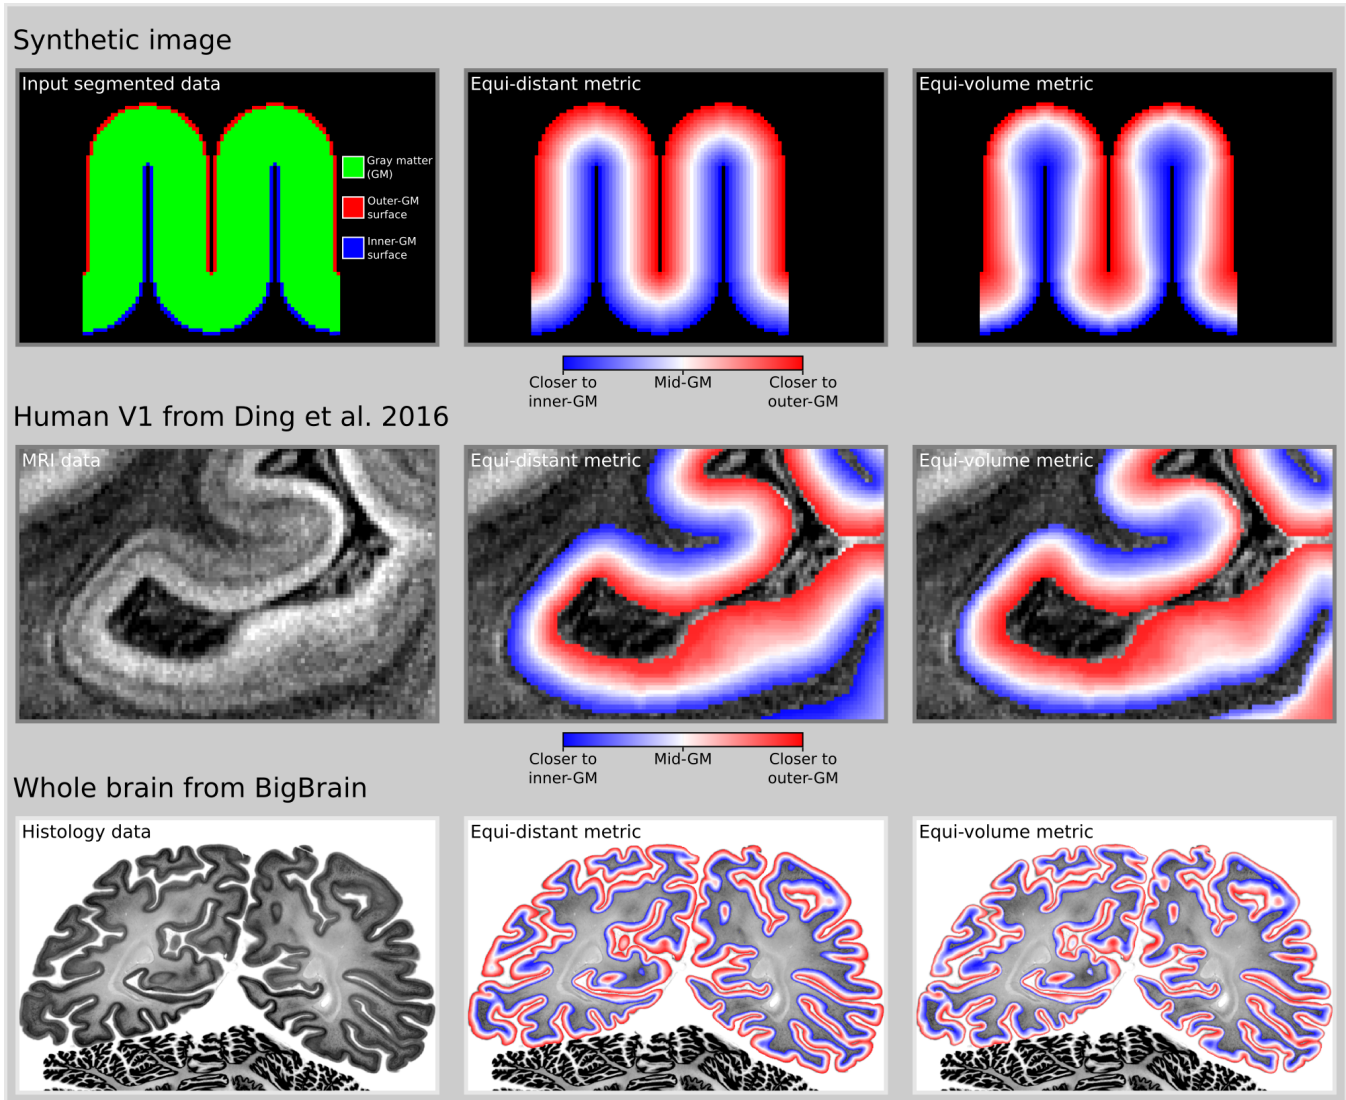 Synthetic image
Input segmented data
Equi-distant metric
Equi-volume metric
Gray matter
(GM)
Outer-GM
surface
Inner-GM
surface
Closer to
inner-GM
Mid-GM
Closer to
outer-GM
Human V1 from Ding et al. 2016
MRI data
Equi-distant metric
Equi-volume metric
Closer to
inner-GM
Mid-GM
Closer to
outer-GM
Whole brain from BigBrain
Histology data
Equi-distant metric
Equi-volume metric